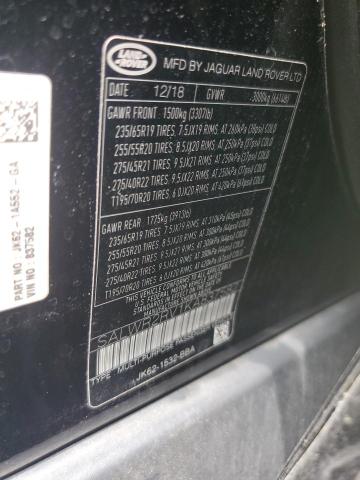 LAND-
ROVER
MFD BY JAGUAR LAND ROVER LTD
DATE: 12/18 GVWR 3000kg (6614lb)
GAWR FRONT 1500kg (3307lb)
235/65R19 TIRES 7.5JX19 RIMS, AT 260kPa (38psi) COLD
255/55R20 TIRES 8.5JX20 RIMS, AT 250kPa (37psi) COLD
275/45R21 TIRES 9.5JX21 RIMS, AT 250kPa (37psi) COLD
275/40R22 TIRES 9.5JX22 RIMS, AT 250kPa (37psi) COLD
T195/70R20 TIRES 6.0JX20 RIMS, AT 420kPa (61psi) COLD
GAWR REAR 1775kg (3913lb)
235/65R19 TIRES 7.5JX19 RIMS, AT 310kPa (45psi) COLD
255/55R20 TIRES 8.5JX20 RIMS, AT 300kPa (44psi) COLD
275/45R21 TIRES 9.5JX21 RIMS, AT 300kPa (44psi) COLD
275/40R22 TIRES 9.5JX22 RIMS, AT 300kPa (44psi) COLD
T195/70R20 TIRES 6.0JX20 RIMS, AT 420kPa (61psi) COLD
TYPE: MULTI-PURPOSE PASSENGER
JK62-1532-BBA
PART NO: JK62-1A552-GA
VIN NO: 837582